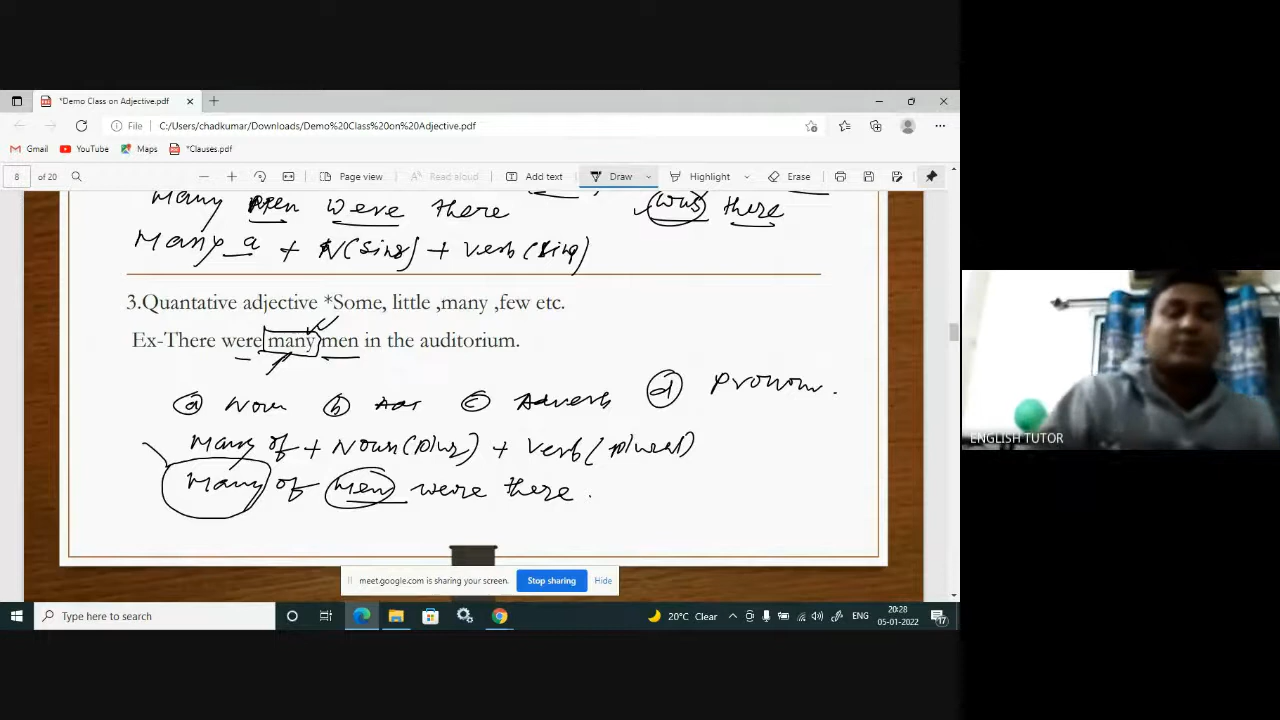 *Demo Class on Adjective.pdf
File C:/Users/chadkumar/Downloads/Demo%20Class%20on%20Adjective.pdf
Gmail YouTube Maps *Clauses.pdf
8 of 20 Page view Read aloud Add text Draw Highlight Erase
Many men were there was there
Many a + N(sing) + verb(sing)
3.Quantative adjective *Some, little ,many ,few etc.
Ex-There were many men in the auditorium.
a Noun b Adj c Adverb d Pronoun.
Many of + Noun(plur) + verb(plural)
Many of Men were there.
ENGLISH TUTOR
meet.google.com is sharing your screen. Stop sharing Hide
Type here to search 20°C Clear ENG 20:28
05-01-2022 17